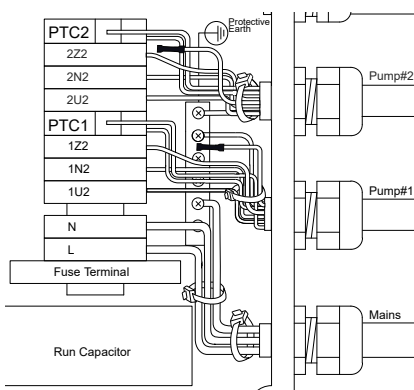 Protective
Earth
PTC2
2Z2
2N2
2U2
PTC1
1Z2
1N2
1U2
N
L
Fuse Terminal
Run Capacitor
Pump#2
Pump#1
Mains